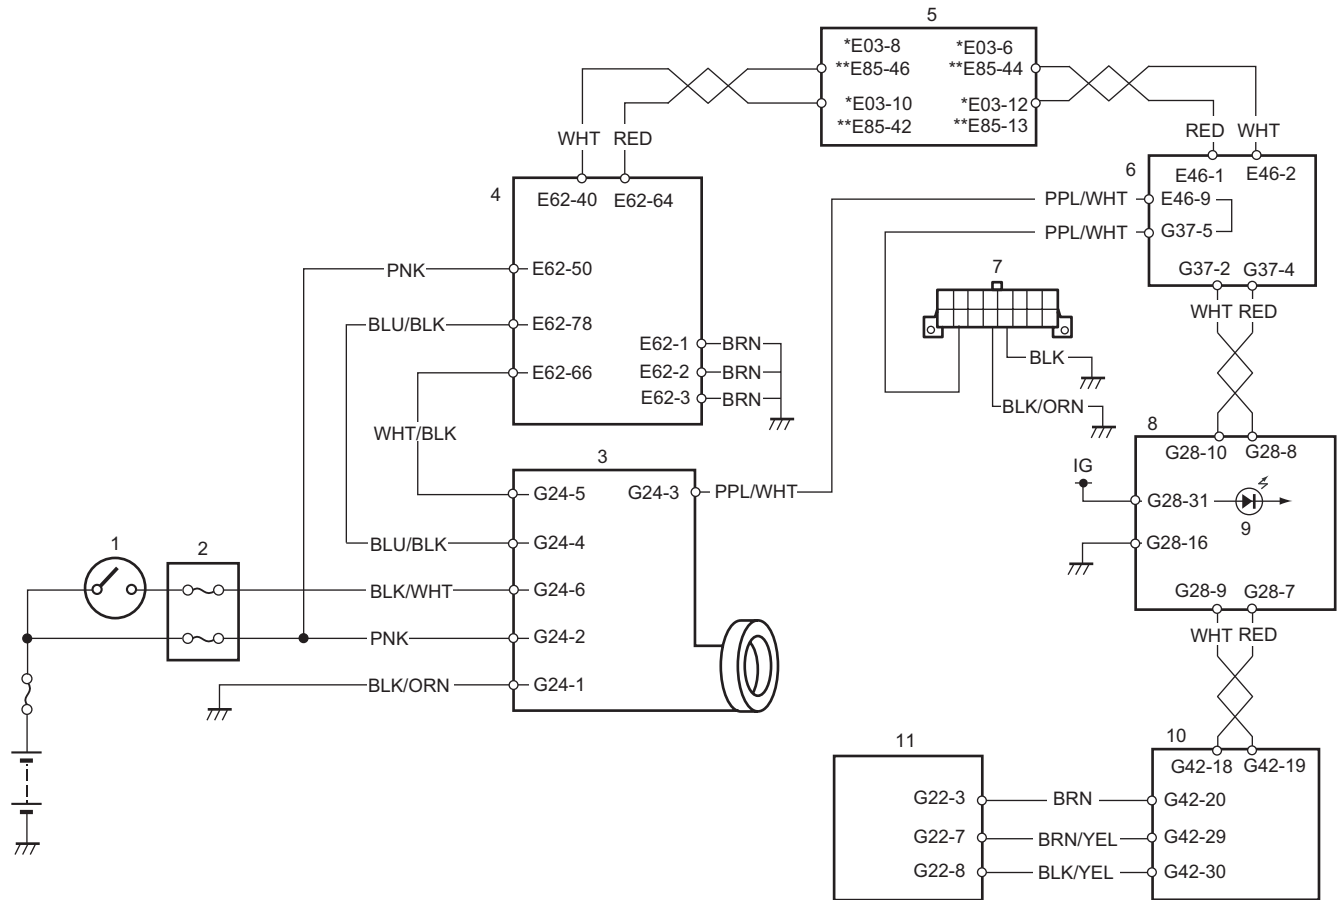 5
*E03-8 *E03-6
**E85-46 **E85-44
*E03-10 *E03-12
**E85-42 **E85-13
WHT RED
RED WHT
4
E62-40 E62-64
6
E46-1 E46-2
PPL/WHT E46-9
PPL/WHT G37-5
G37-2 G37-4
PNK E62-50
7
BLU/BLK E62-78
WHT RED
E62-1 BRN
E62-2 BRN
E62-66
E62-3 BRN
BLK
BLK/ORN
WHT/BLK
8
G28-10 G28-8
3
IG
G24-5 G24-3 PPL/WHT
G28-31
9
1
2
BLU/BLK G24-4
G28-16
BLK/WHT G24-6
G28-9 G28-7
PNK G24-2
WHT RED
BLK/ORN G24-1
11
10
G42-18 G42-19
G22-3 BRN G42-20
G22-7 BRN/YEL G42-29
G22-8 BLK/YEL G42-30